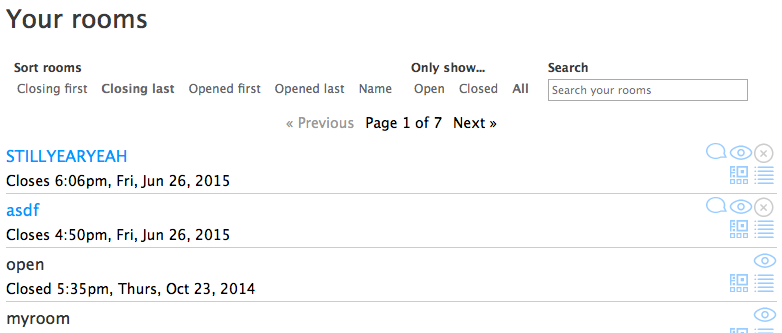 Your rooms
Sort rooms Only show... Search
Closing first Closing last Opened first Opened last Name Open Closed All Search your rooms
« Previous Page 1 of 7 Next »
STILLYEARYEAH
Closes 6:06pm, Fri, Jun 26, 2015
asdf
Closes 4:50pm, Fri, Jun 26, 2015
open
Closed 5:35pm, Thurs, Oct 23, 2014
myroom